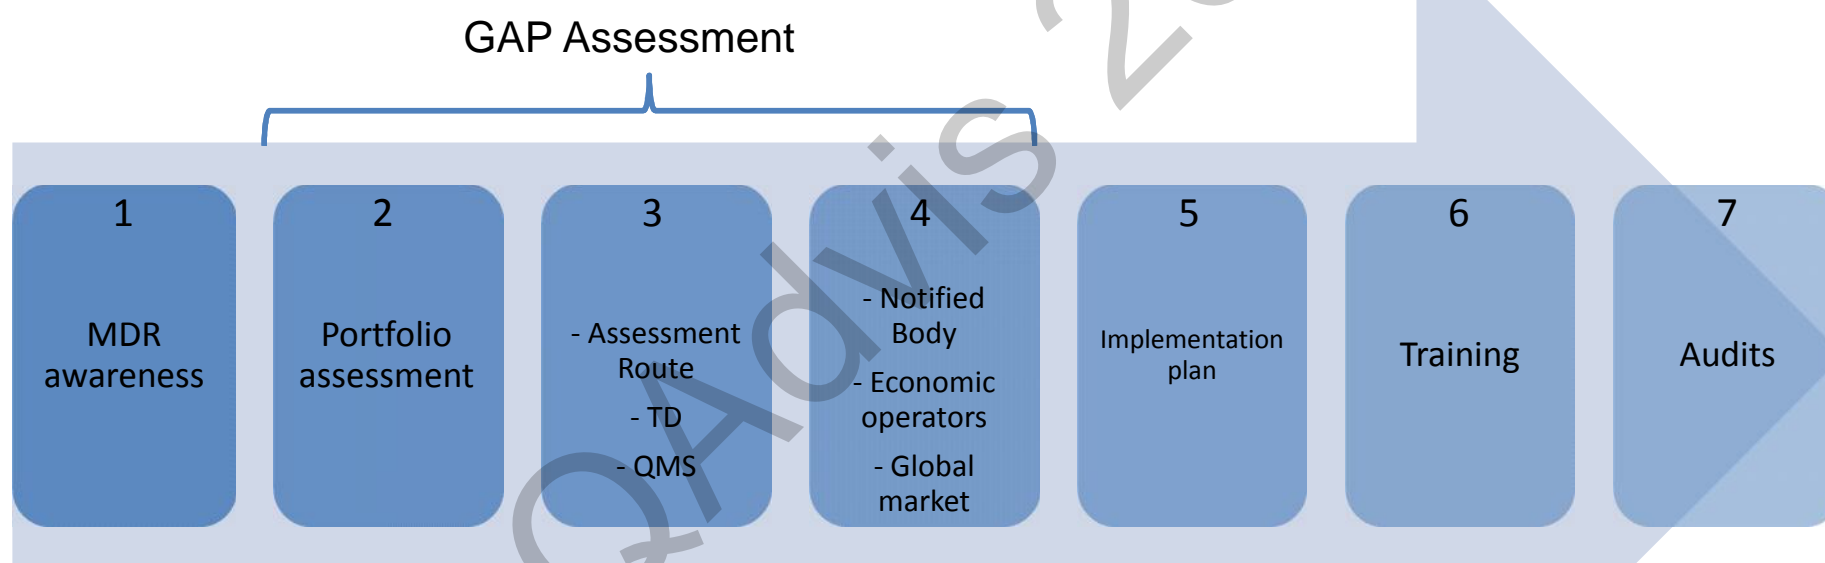 GAP Assessment
1
MDR
awareness
2
Portfolio
assessment
3
- Assessment
Route
- TD
- QMS
4
- Notified
Body
- Economic
operators
- Global
market
5
Implementation
plan
6
Training
7
Audits
QAdvis